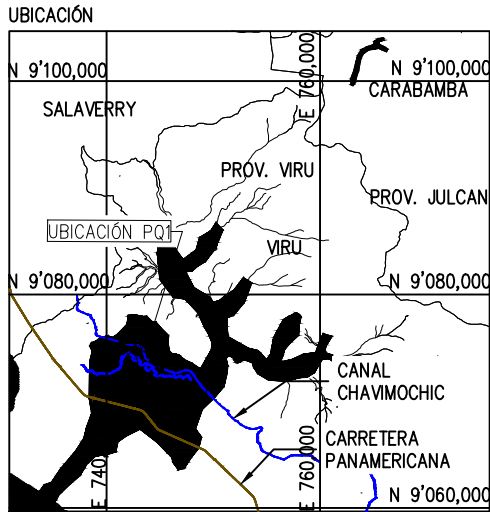 UBICACIÓN
N 9'100,000
E 760,000
N 9'100,000
CARABAMBA
SALAVERRY
PROV. VIRU
PROV. JULCAN
UBICACIÓN PQ1
VIRU
N 9'080,000
N 9'080,000
CANAL
CHAVIMOCHIC
CARRETERA
PANAMERICANA
E 740
E 760,000
N 9'060,000